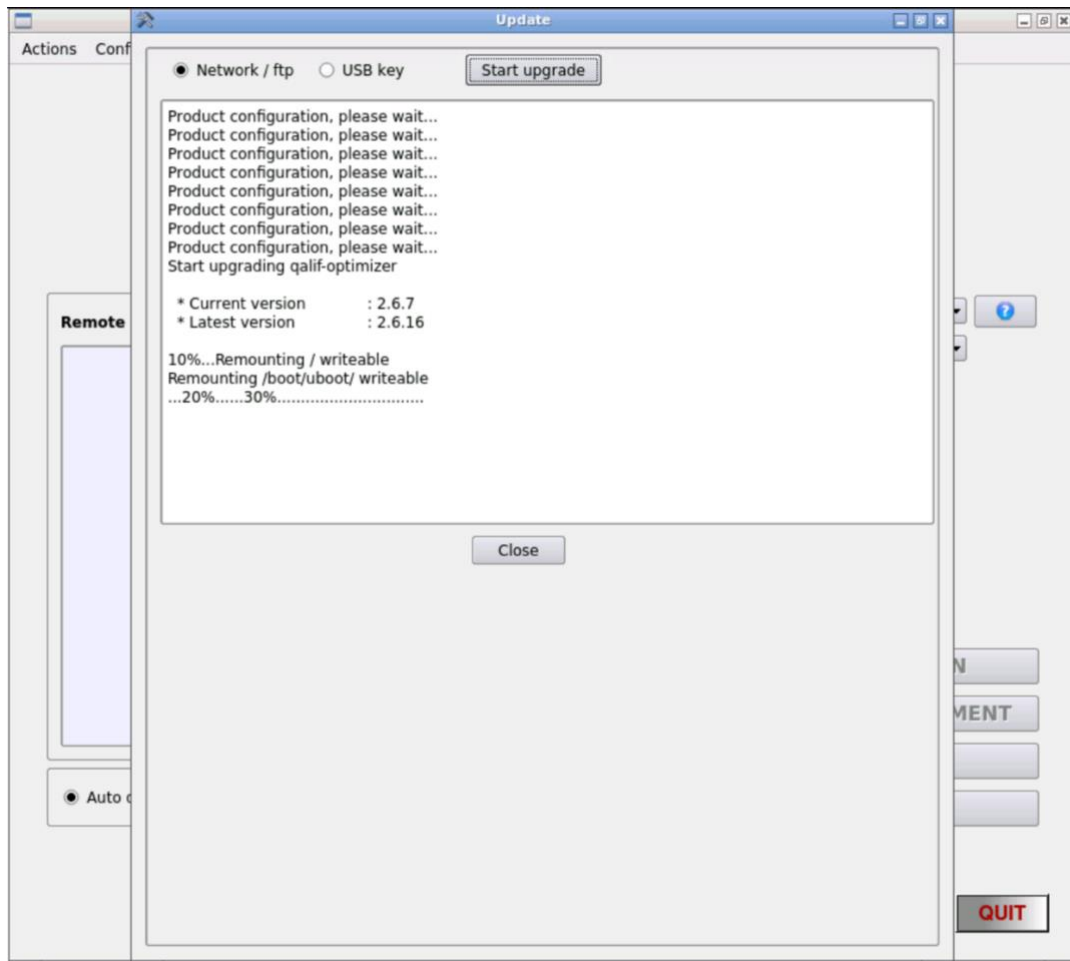 Update
Actions Conf
Network / ftp USB key Start upgrade
Product configuration, please wait...
Product configuration, please wait...
Product configuration, please wait...
Product configuration, please wait...
Product configuration, please wait...
Product configuration, please wait...
Product configuration, please wait...
Product configuration, please wait...
Start upgrading qalif-optimizer
* Current version : 2.6.7
* Latest version : 2.6.16
10%...Remounting / writeable
Remounting /boot/uboot/ writeable
...20%......30%...............................
Close
Remote
?
N
MENT
Auto
QUIT